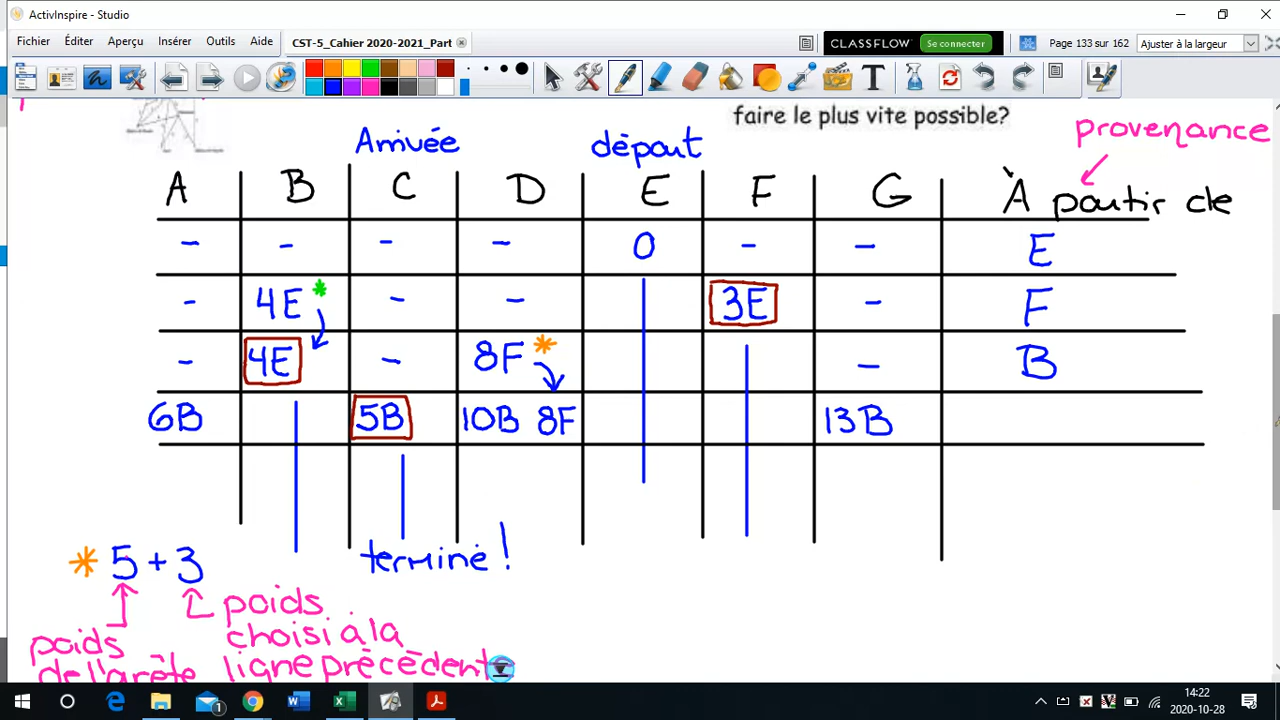 ActivInspire - Studio
Fichier Éditer Aperçu Insérer Outils Aide CST-5_Cahier 2020-2021_Part CLASSFLOW Se connecter Page 133 sur 162 Ajuster à la largeur
faire le plus vite possible?
provenance
Arrivée départ
A B C D E F G À partir de
- - - - 0 - - E
- 4E * - - 3E - F
- 4E - 8F * - B
6B 5B 10B 8F 13B
terminé!
* 5 + 3
poids choisi à la ligne précédent
poids de l'arête
14:22
2020-10-28